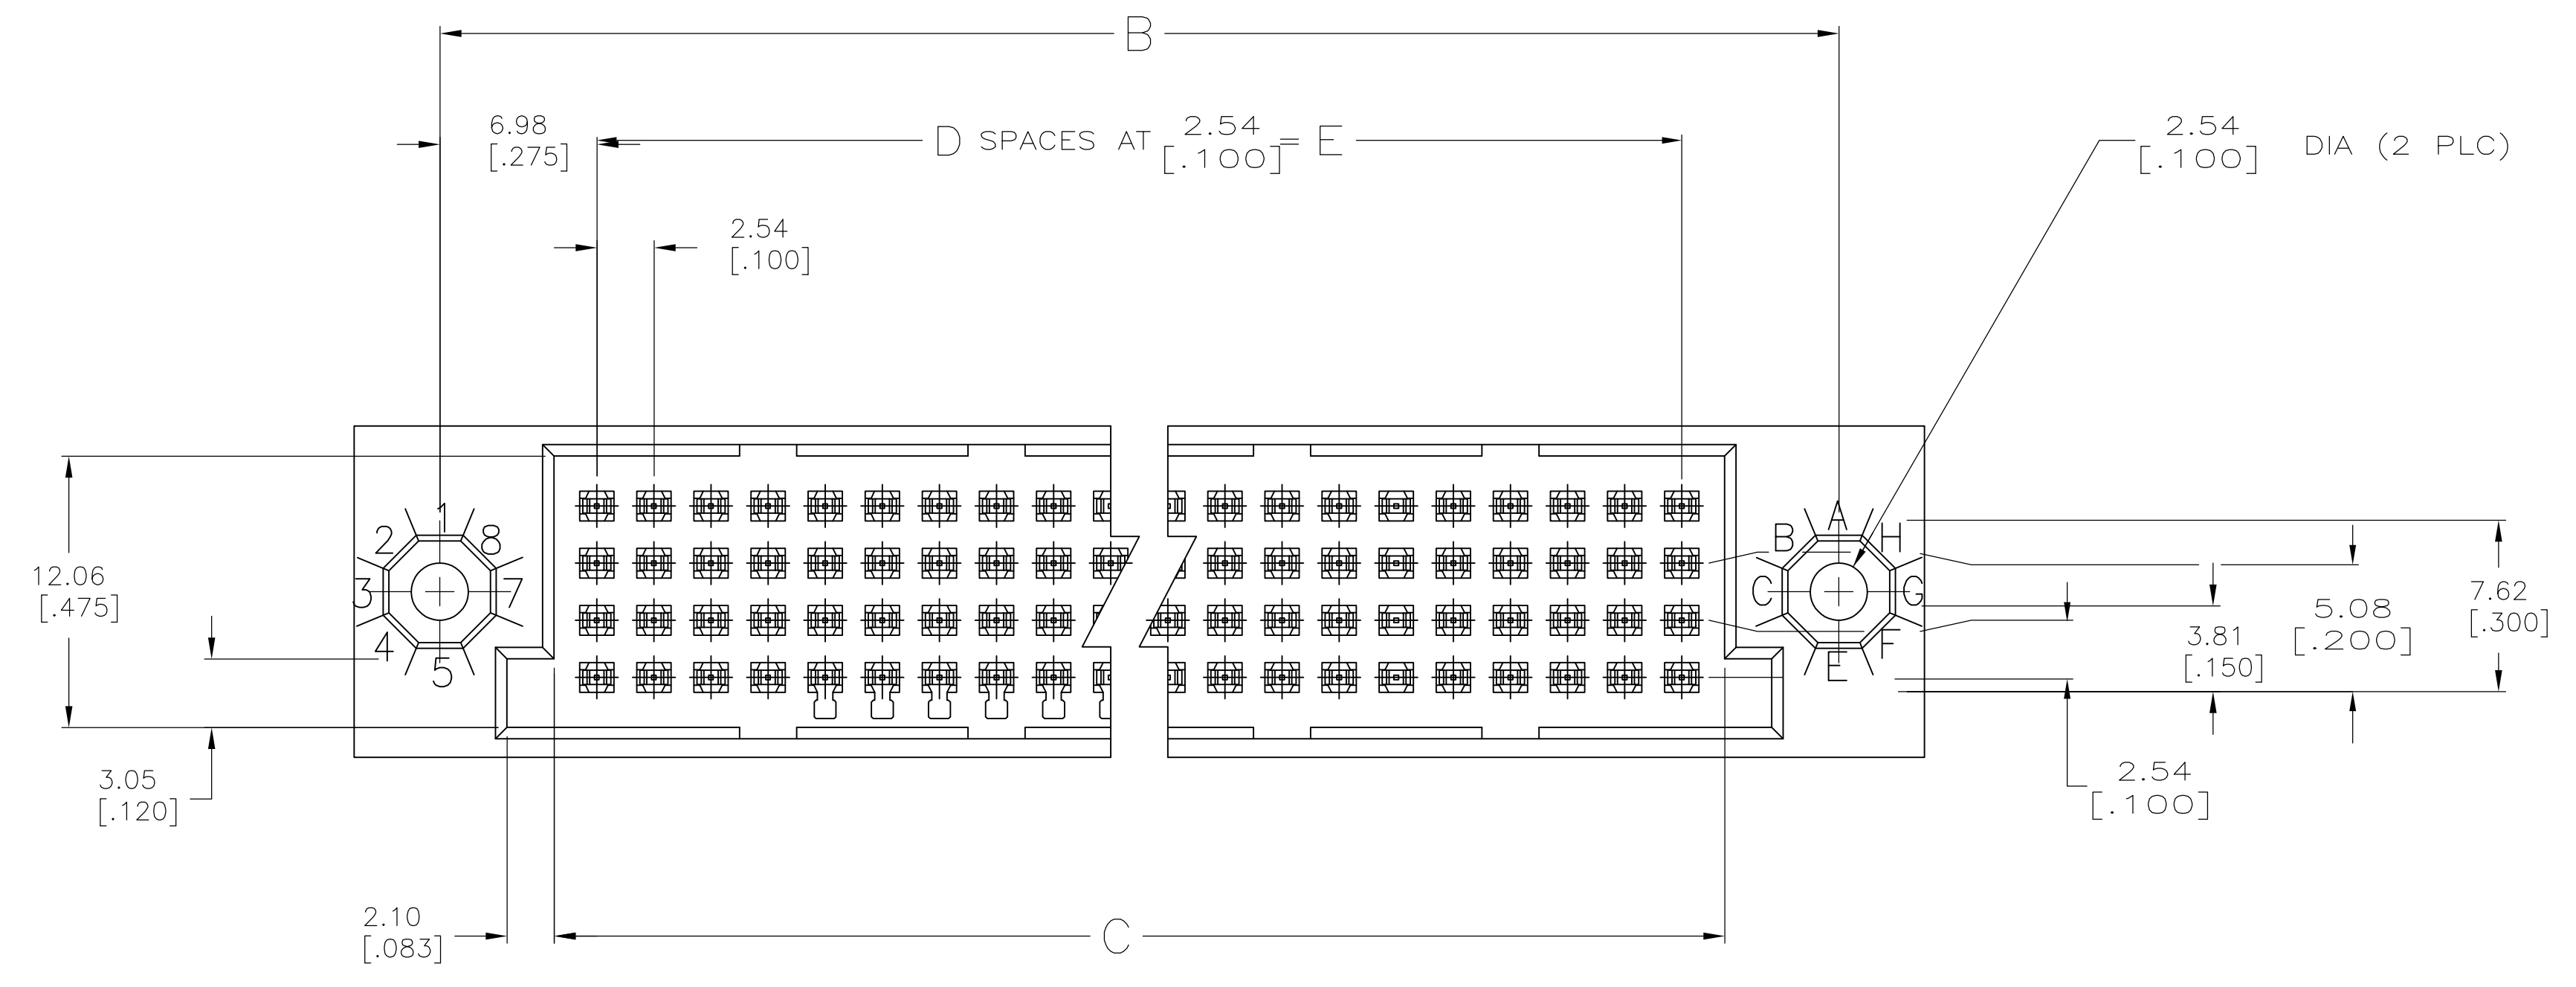 B
6.98
[.275]
D SPACES AT 2.54 = E
[.100]
2.54
[.100]
DIA (2 PLC)
2.54
[.100]
1
2
8
3
7
4
5
A
B
H
C
G
F
E
12.06
[.475]
7.62
[.300]
5.08
[.200]
3.81
[.150]
3.05
[.120]
2.54
[.100]
2.10
[.083]
C